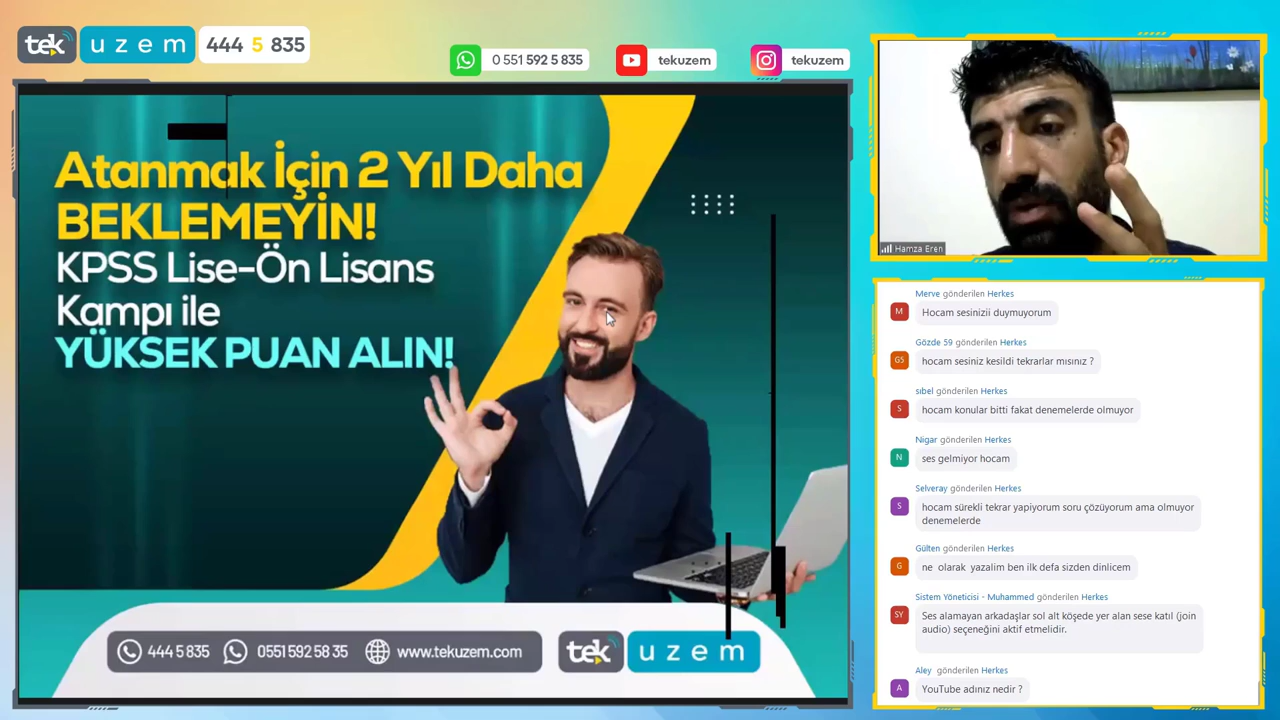 tek uzem 444 5 835
0 551 592 5 835
tekuzem
tekuzem
Atanmak İçin 2 Yıl Daha
BEKLEMEYİN!
KPSS Lise-Ön Lisans
Kampı ile
YÜKSEK PUAN ALIN!
444 5 835
0551 592 58 35
www.tekuzem.com
tek uzem
Hamza Eren
Merve gönderilen Herkes
M
Hocam sesinizii duymuyorum
Gözde 59 gönderilen Herkes
GS
hocam sesiniz kesildi tekrarlar mısınız ?
sıbel gönderilen Herkes
S
hocam konular bitti fakat denemelerde olmuyor
Nigar gönderilen Herkes
N
ses gelmiyor hocam
Selveray gönderilen Herkes
S
hocam sürekli tekrar yapiyorum soru çözüyorum ama olmuyor
denemelerde
Gülten gönderilen Herkes
G
ne olarak yazalim ben ilk defa sizden dinlicem
Sistem Yöneticisi - Muhammed gönderilen Herkes
SY
Ses alamayan arkadaşlar sol alt köşede yer alan sese katıl (join
audio) seçeneğini aktif etmelidir.
Aley gönderilen Herkes
A
YouTube adınız nedir ?